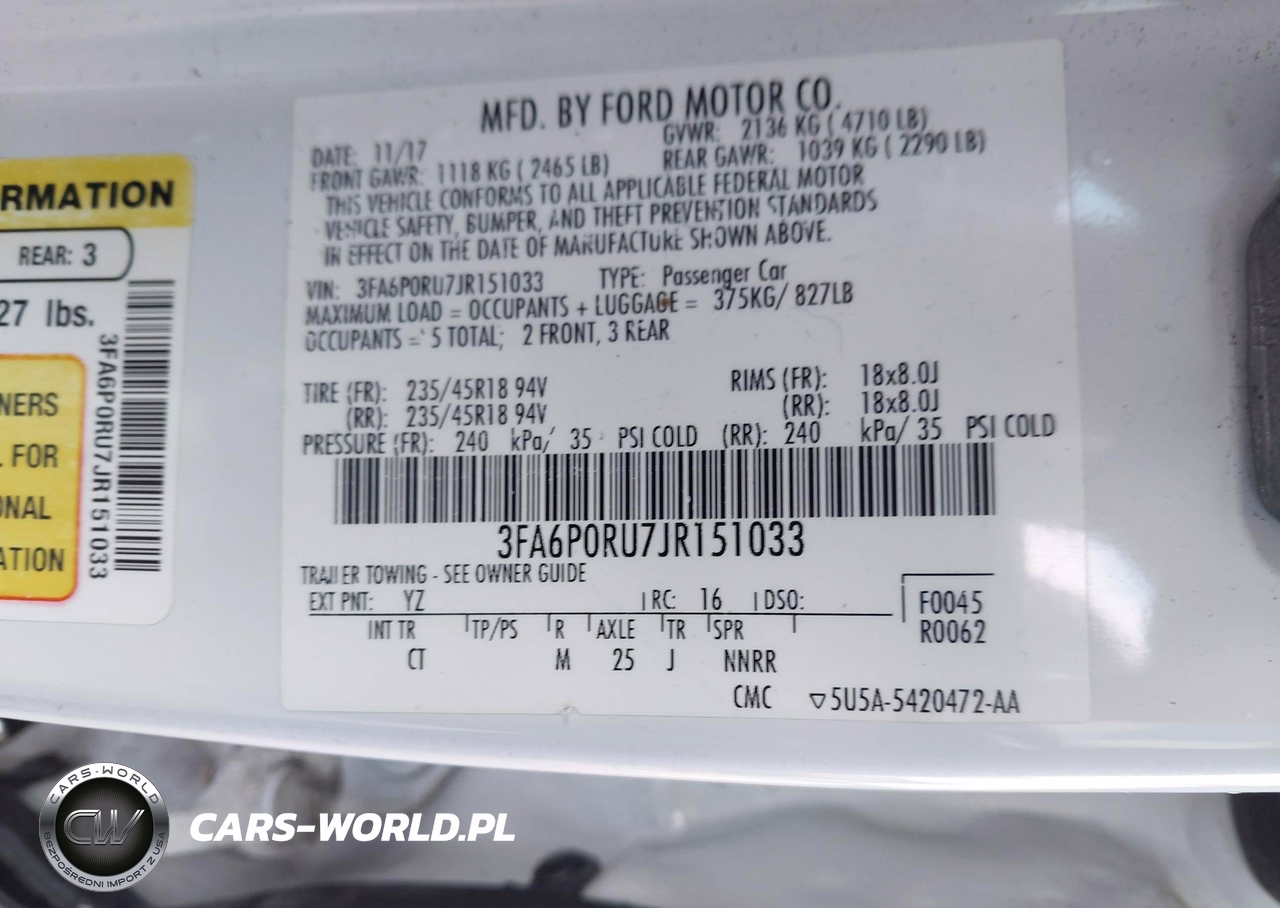 MFD. BY FORD MOTOR CO.
DATE: 11/17
GVWR: 2136 KG ( 4710 LB)
FRONT GAWR: 1118 KG ( 2465 LB)
REAR GAWR: 1039 KG ( 2290 LB)
THIS VEHICLE CONFORMS TO ALL APPLICABLE FEDERAL MOTOR
VEHICLE SAFETY, BUMPER, AND THEFT PREVENTION STANDARDS
IN EFFECT ON THE DATE OF MANUFACTURE SHOWN ABOVE.
VIN: 3FA6P0RU7JR151033 TYPE: Passenger Car
MAXIMUM LOAD = OCCUPANTS + LUGGAGE = 375KG/ 827LB
OCCUPANTS = 5 TOTAL; 2 FRONT, 3 REAR
TIRE (FR): 235/45R18 94V RIMS (FR): 18x8.0J
(RR): 235/45R18 94V (RR): 18x8.0J
PRESSURE (FR): 240 kPa/ 35 PSI COLD (RR): 240 kPa/ 35 PSI COLD
3FA6P0RU7JR151033
TRAILER TOWING - SEE OWNER GUIDE
EXT PNT: YZ RC: 16 DSO: F0045
INT TR TP/PS R AXLE TR SPR R0062
CT M 25 J NNRR
CMC ▽5U5A-5420472-AA
RMATION
REAR: 3
27 lbs.
3FA6P0RU7JR151033
NERS
. FOR
ONAL
ATION
CARS-WORLD
CW
BEZPOŚREDNI IMPORT Z USA
CARS-WORLD.PL